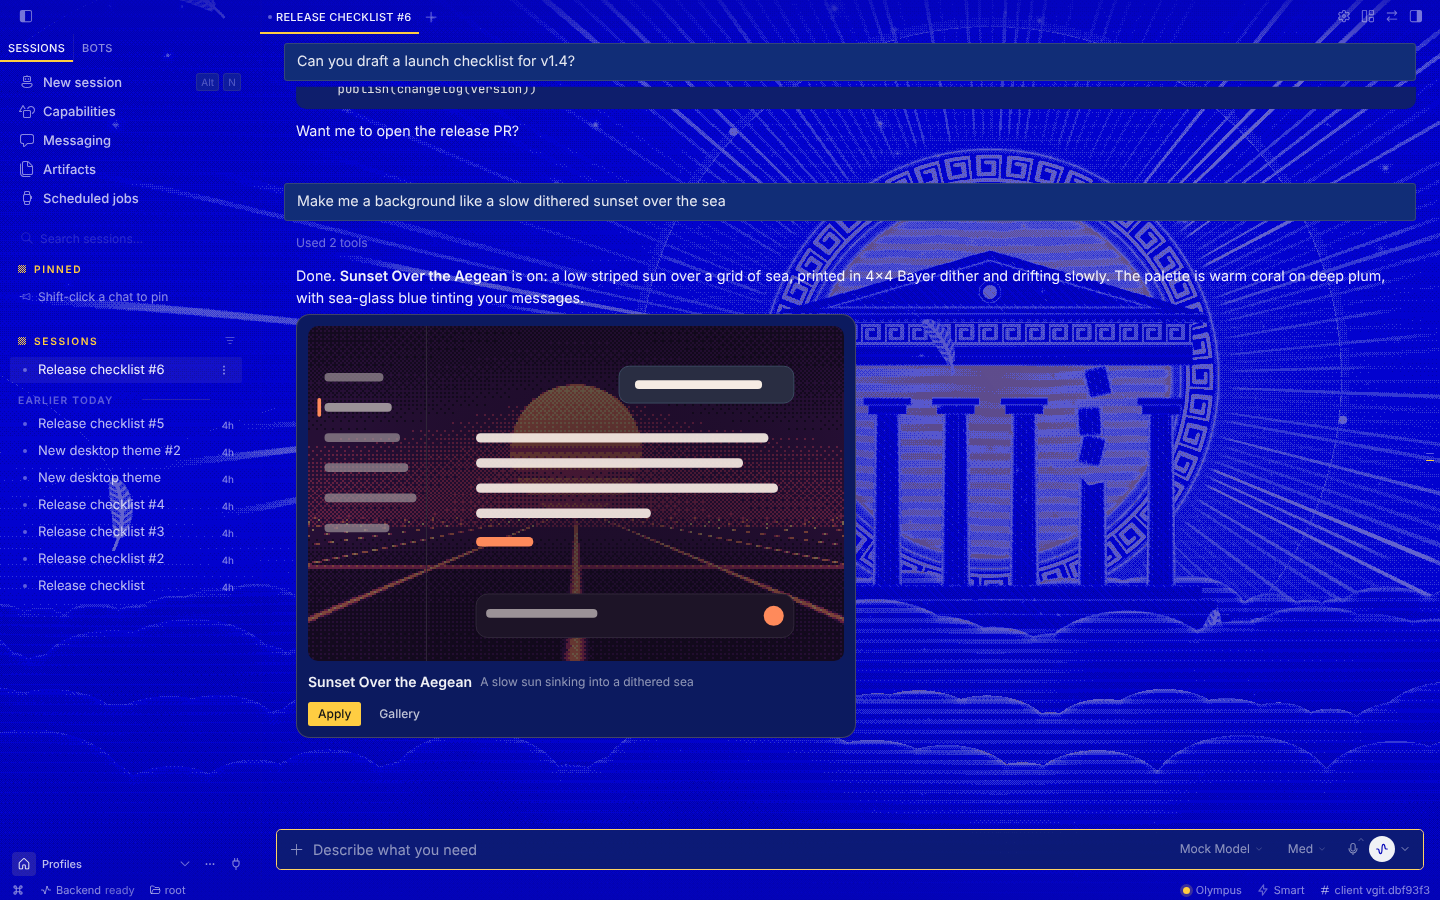 RELEASE CHECKLIST #6
SESSIONS
BOTS
New session
Alt
N
Capabilities
Messaging
Artifacts
Scheduled jobs
Search sessions...
PINNED
Shift-click a chat to pin
SESSIONS
Release checklist #6
EARLIER TODAY
Release checklist #5
4h
New desktop theme #2
4h
New desktop theme
4h
Release checklist #4
4h
Release checklist #3
4h
Release checklist #2
4h
Release checklist
4h
Profiles
Can you draft a launch checklist for v1.4?
publish(changelog(version))
Want me to open the release PR?
Make me a background like a slow dithered sunset over the sea
Used 2 tools
Done. Sunset Over the Aegean is on: a low striped sun over a grid of sea, printed in 4×4 Bayer dither and drifting slowly. The palette is warm coral on deep plum,
with sea-glass blue tinting your messages.
Sunset Over the Aegean
A slow sun sinking into a dithered sea
Apply
Gallery
Describe what you need
Mock Model
Med
Backend ready
root
Olympus
Smart
# client vgit.dbf93f3